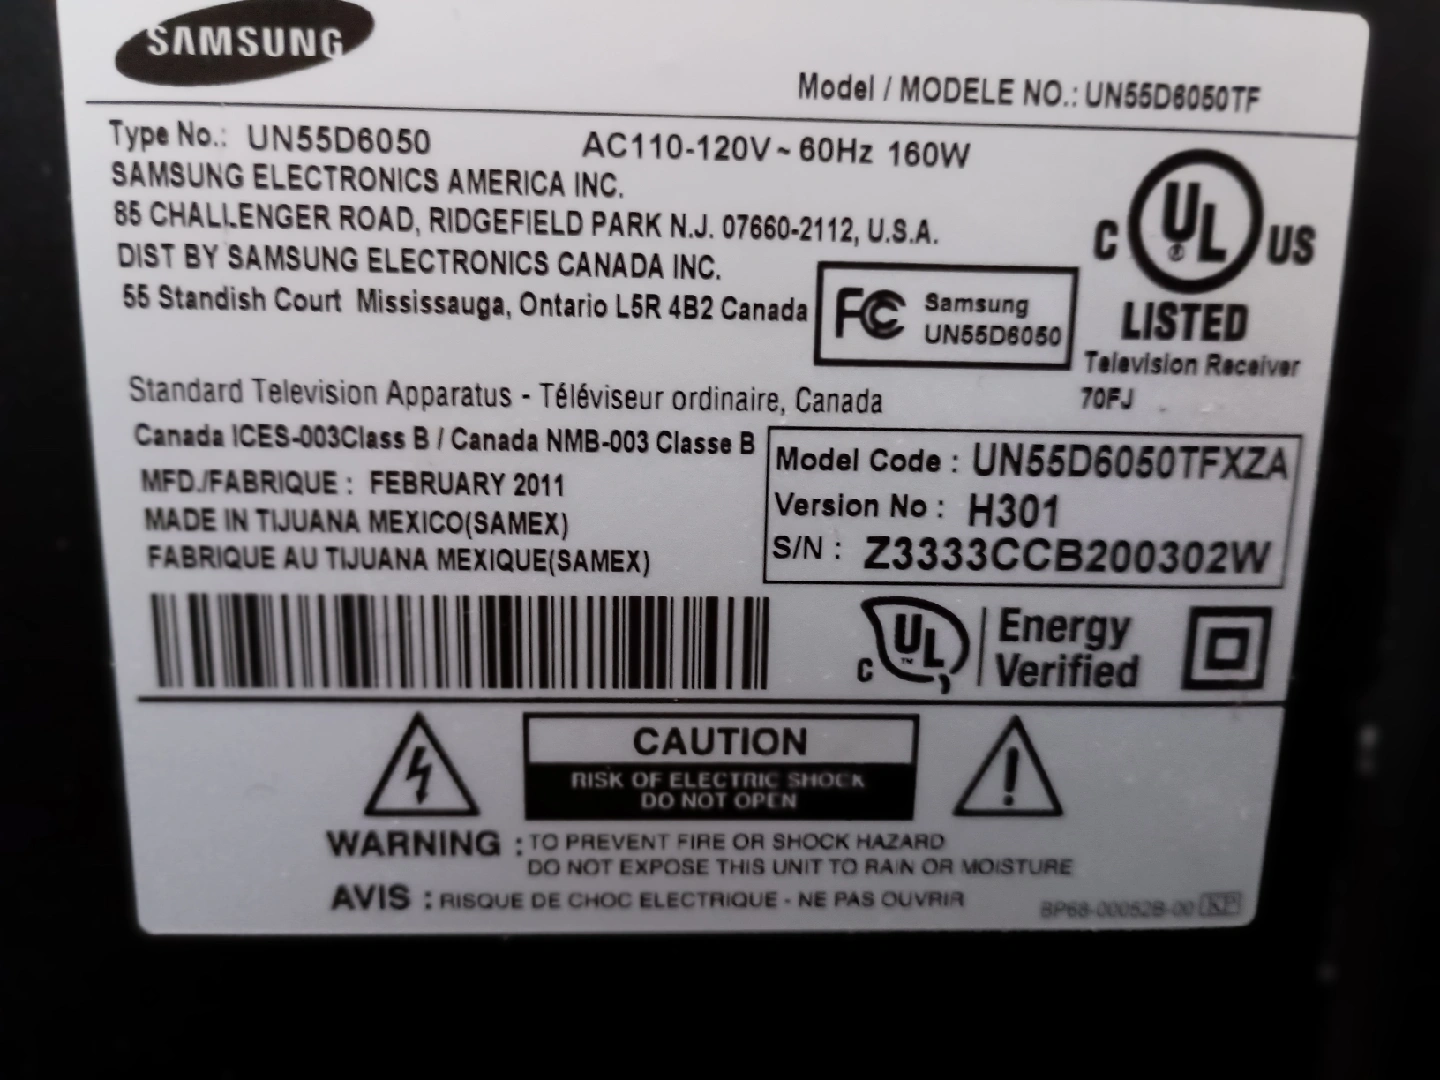 SAMSUNG
Model / MODELE NO.: UN55D6050TF
Type No.: UN55D6050 AC110-120V ~ 60Hz 160W
SAMSUNG ELECTRONICS AMERICA INC.
85 CHALLENGER ROAD, RIDGEFIELD PARK N.J. 07660-2112, U.S.A.
DIST BY SAMSUNG ELECTRONICS CANADA INC.
55 Standish Court Mississauga, Ontario L5R 4B2 Canada
FC Samsung
UN55D6050
C UL ® US
LISTED
Television Receiver
70FJ
Standard Television Apparatus - Téléviseur ordinaire, Canada
Canada ICES-003Class B / Canada NMB-003 Classe B
MFD./FABRIQUE : FEBRUARY 2011
MADE IN TIJUANA MEXICO(SAMEX)
FABRIQUE AU TIJUANA MEXIQUE(SAMEX)
Model Code : UN55D6050TFXZA
Version No : H301
S/N : Z3333CCB200302W
C UL ™ Energy
Verified
CAUTION
RISK OF ELECTRIC SHOCK
DO NOT OPEN
WARNING : TO PREVENT FIRE OR SHOCK HAZARD
DO NOT EXPOSE THIS UNIT TO RAIN OR MOISTURE
AVIS : RISQUE DE CHOC ELECTRIQUE - NE PAS OUVRIR
BP68-00052B-00 KP